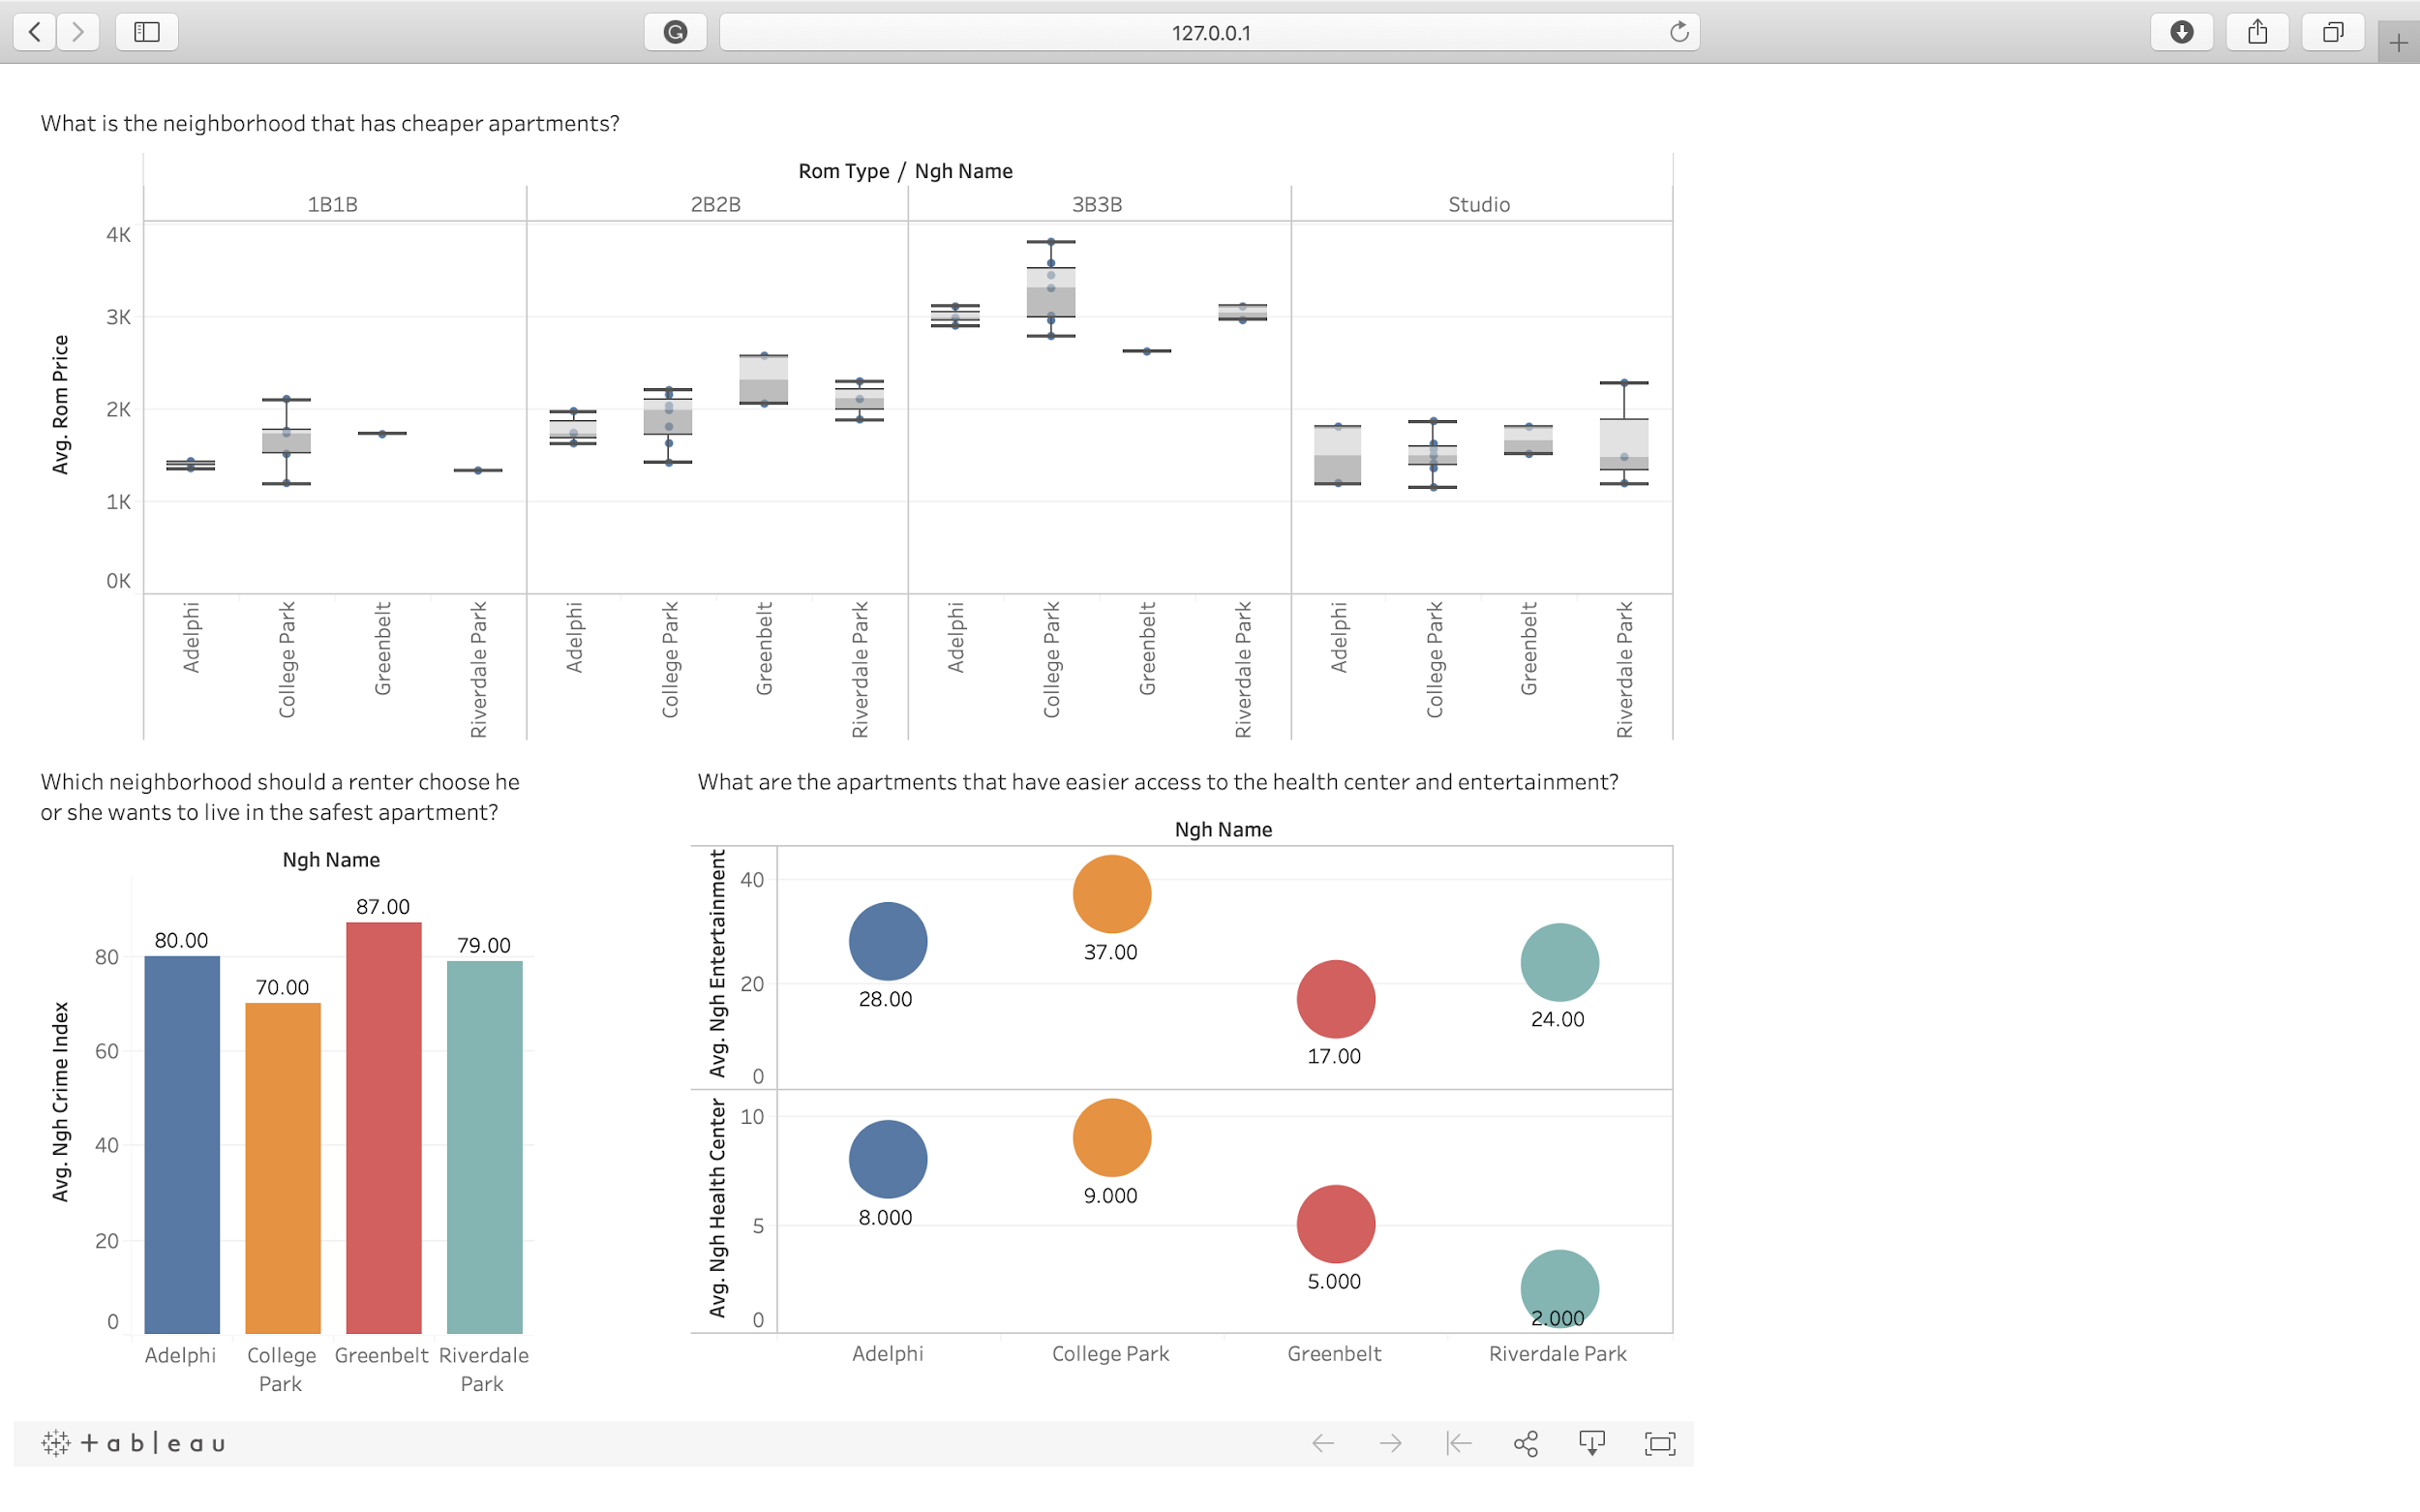 127.0.0.1
What is the neighborhood that has cheaper apartments?
Rom Type / Ngh Name
1B1B 2B2B 3B3B Studio
Avg. Rom Price
4K
3K
2K
1K
0K
Adelphi
College Park
Greenbelt
Riverdale Park
Adelphi
College Park
Greenbelt
Riverdale Park
Adelphi
College Park
Greenbelt
Riverdale Park
Adelphi
College Park
Greenbelt
Riverdale Park
Which neighborhood should a renter choose he
or she wants to live in the safest apartment?
Ngh Name
Avg. Ngh Crime Index
80
60
40
20
0
80.00
70.00
87.00
79.00
Adelphi
College
Park
Greenbelt
Riverdale
Park
What are the apartments that have easier access to the health center and entertainment?
Ngh Name
Avg. Ngh Entertainment
40
20
0
28.00
37.00
17.00
24.00
Avg. Ngh Health Center
10
5
0
8.000
9.000
5.000
2.000
Adelphi
College Park
Greenbelt
Riverdale Park
+ableau